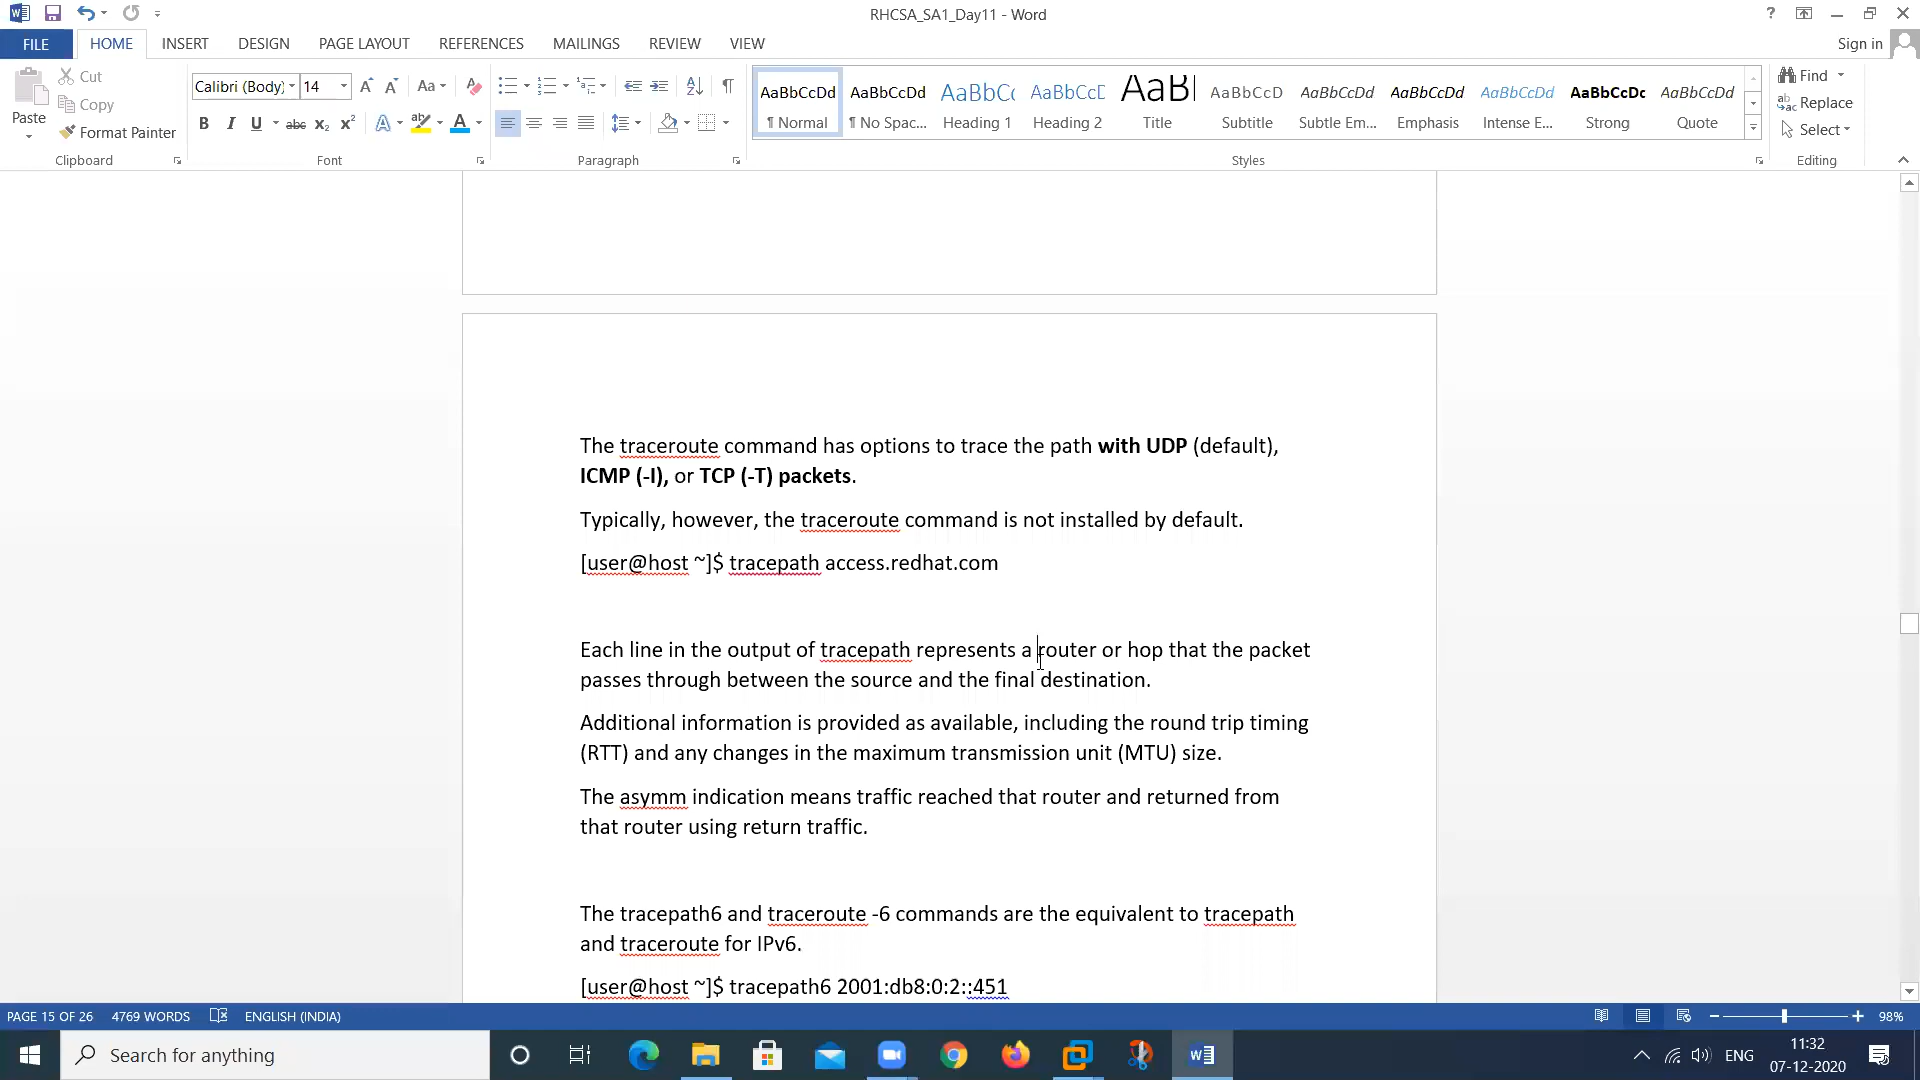 RHCSA_SA1_Day11 - Word
?
FILE
HOME
INSERT
DESIGN
PAGE LAYOUT
REFERENCES
MAILINGS
REVIEW
VIEW
Sign in
Paste
Cut
Copy
Format Painter
Clipboard
Calibri (Body)
14
Font
Paragraph
AaBbCcDd
¶ Normal
AaBbCcDd
¶ No Spac...
AaBbCc
Heading 1
AaBbCcD
Heading 2
AaBb
Title
AaBbCcD
Subtitle
AaBbCcDd
Subtle Em...
AaBbCcDd
Emphasis
AaBbCcDd
Intense E...
AaBbCcDc
Strong
AaBbCcDd
Quote
Styles
Find
Replace
Select
Editing
The traceroute command has options to trace the path with UDP (default),
ICMP (-I), or TCP (-T) packets.
Typically, however, the traceroute command is not installed by default.
[user@host ~]$ tracepath access.redhat.com
Each line in the output of tracepath represents a router or hop that the packet
passes through between the source and the final destination.
Additional information is provided as available, including the round trip timing
(RTT) and any changes in the maximum transmission unit (MTU) size.
The asymm indication means traffic reached that router and returned from
that router using return traffic.
The tracepath6 and traceroute -6 commands are the equivalent to tracepath
and traceroute for IPv6.
[user@host ~]$ tracepath6 2001:db8:0:2::451
PAGE 15 OF 26
4769 WORDS
ENGLISH (INDIA)
98%
Search for anything
ENG
11:32
07-12-2020